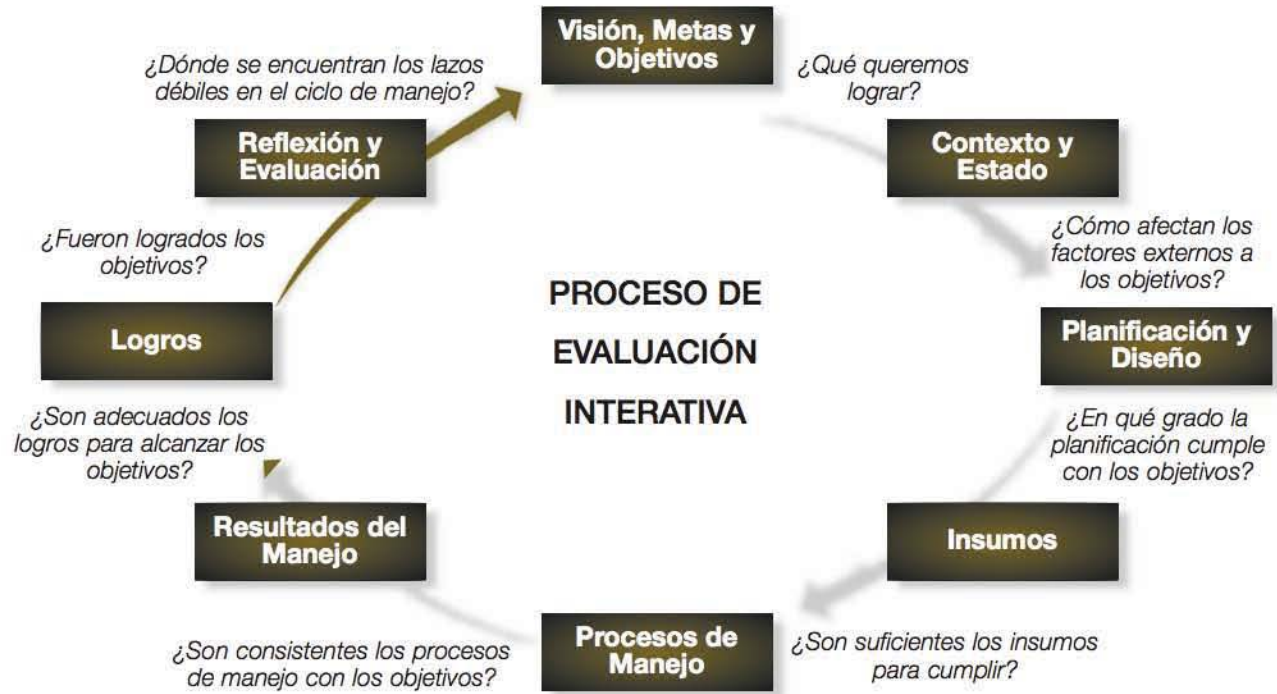 Visión, Metas y
Objetivos
¿Qué queremos
lograr?
Contexto y
Estado
¿Cómo afectan los
factores externos a
los objetivos?
Planificación y
Diseño
¿En qué grado la
planificación cumple
con los objetivos?
Insumos
¿Son suficientes los insumos
para cumplir?
Procesos de
Manejo
¿Son consistentes los procesos
de manejo con los objetivos?
Resultados del
Manejo
¿Son adecuados los
logros para alcanzar los
objetivos?
Logros
¿Fueron logrados los
objetivos?
Reflexión y
Evaluación
¿Dónde se encuentran los lazos
débiles en el ciclo de manejo?
PROCESO DE
EVALUACIÓN
INTERATIVA